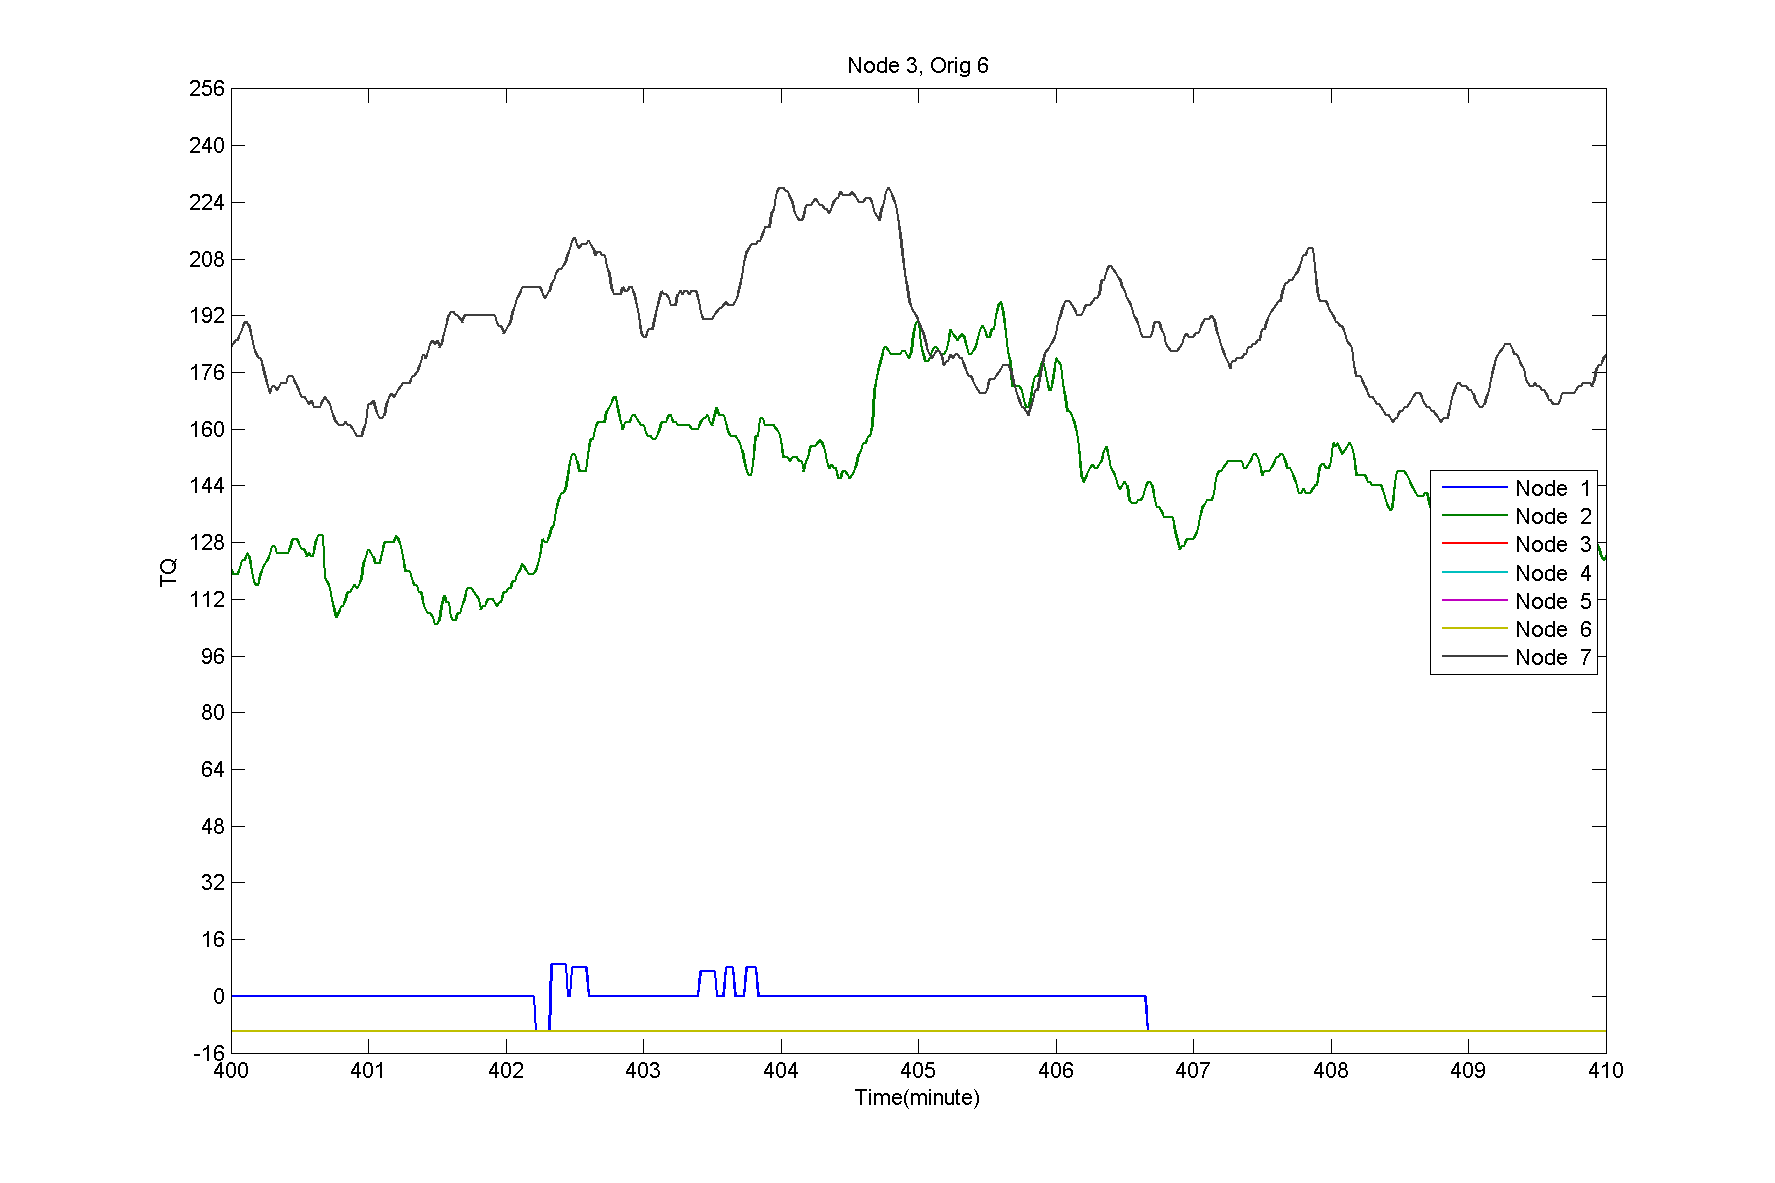 Node 3, Orig 6
256
240
224
208
192
176
160
144
128
112
96
80
64
48
32
16
0
-16
TQ
Node 1
Node 2
Node 3
Node 4
Node 5
Node 6
Node 7
400 401 402 403 404 405 406 407 408 409 410
Time(minute)